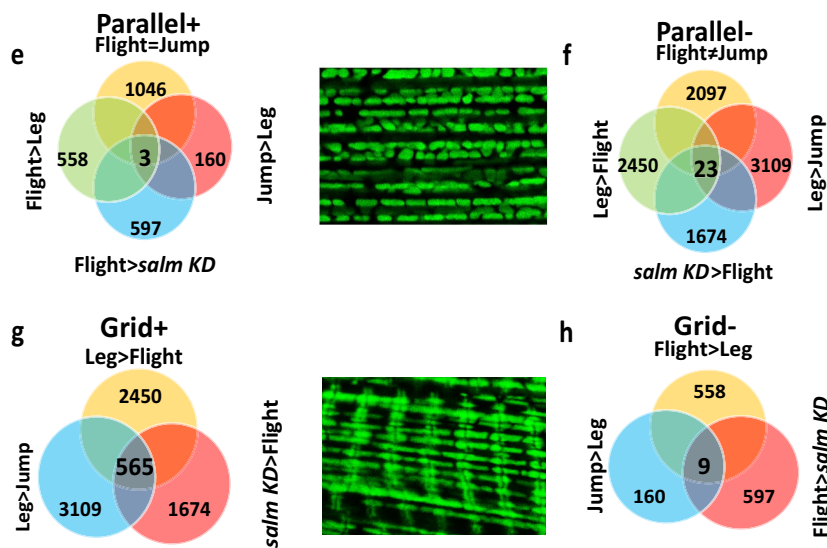 e
Parallel+
Flight=Jump
1046
Flight>Leg
558
3
160
Jump>Leg
597
Flight>salm KD
f
Parallel-
Flight≠Jump
2097
Leg>Flight
2450
23
3109
Leg>Jump
1674
salm KD>Flight
g
Grid+
Leg>Flight
2450
Leg>Jump
565
3109
1674
salm KD>Flight
h
Grid-
Flight>Leg
558
Jump>Leg
9
160
597
Flight>salm KD